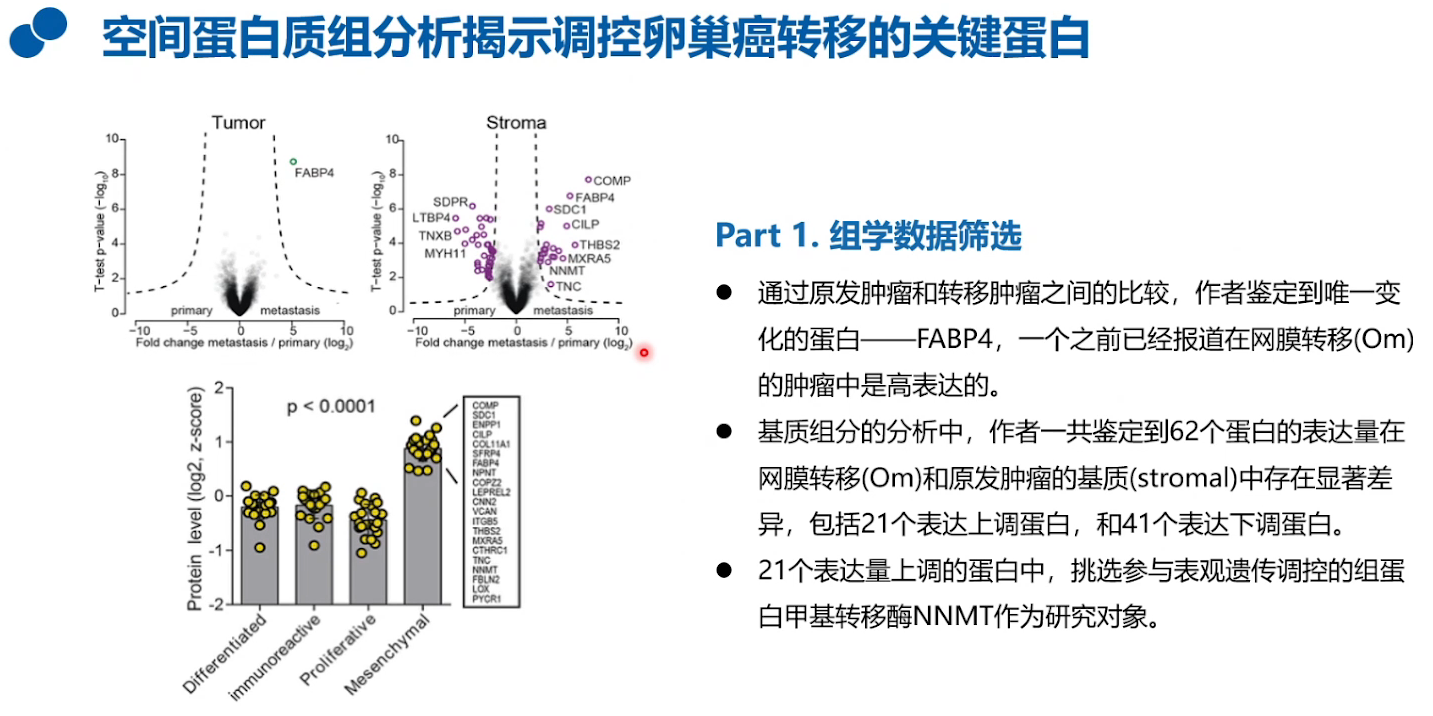 空间蛋白质组分析揭示调控卵巢癌转移的关键蛋白
Tumor
T-test p-value (−log10)
10
8
6
4
2
0
FABP4
primary
metastasis
−10
−5
0
5
10
Fold change metastasis / primary (log2)
Stroma
T-test p-value (−log10)
10
8
6
4
2
0
COMP
FABP4
SDC1
CILP
THBS2
MXRA5
NNMT
TNC
SDPR
LTBP4
TNXB
MYH11
primary
metastasis
−10
−5
0
5
10
Fold change metastasis / primary (log2)
Protein level (log2, z-score)
2
1
0
-1
-2
p < 0.0001
Differentiated
immunoreactive
Proliferative
Mesenchymal
COMP
SDC1
ENPP1
CILP
COL11A1
SFRP4
FABP4
NPNT
COPZ2
LEPREL2
CNN2
VCAN
ITGB5
THBS2
MXRA5
CTHRC1
TNC
NNMT
FBLN2
LOX
PYCR1
Part 1. 组学数据筛选
● 通过原发肿瘤和转移肿瘤之间的比较，作者鉴定到唯一变
化的蛋白——FABP4，一个之前已经报道在网膜转移(Om)
的肿瘤中是高表达的。
● 基质组分的分析中，作者一共鉴定到62个蛋白的表达量在
网膜转移(Om)和原发肿瘤的基质(stromal)中存在显著差
异，包括21个表达上调蛋白，和41个表达下调蛋白。
● 21个表达量上调的蛋白中，挑选参与表观遗传调控的组蛋
白甲基转移酶NNMT作为研究对象。